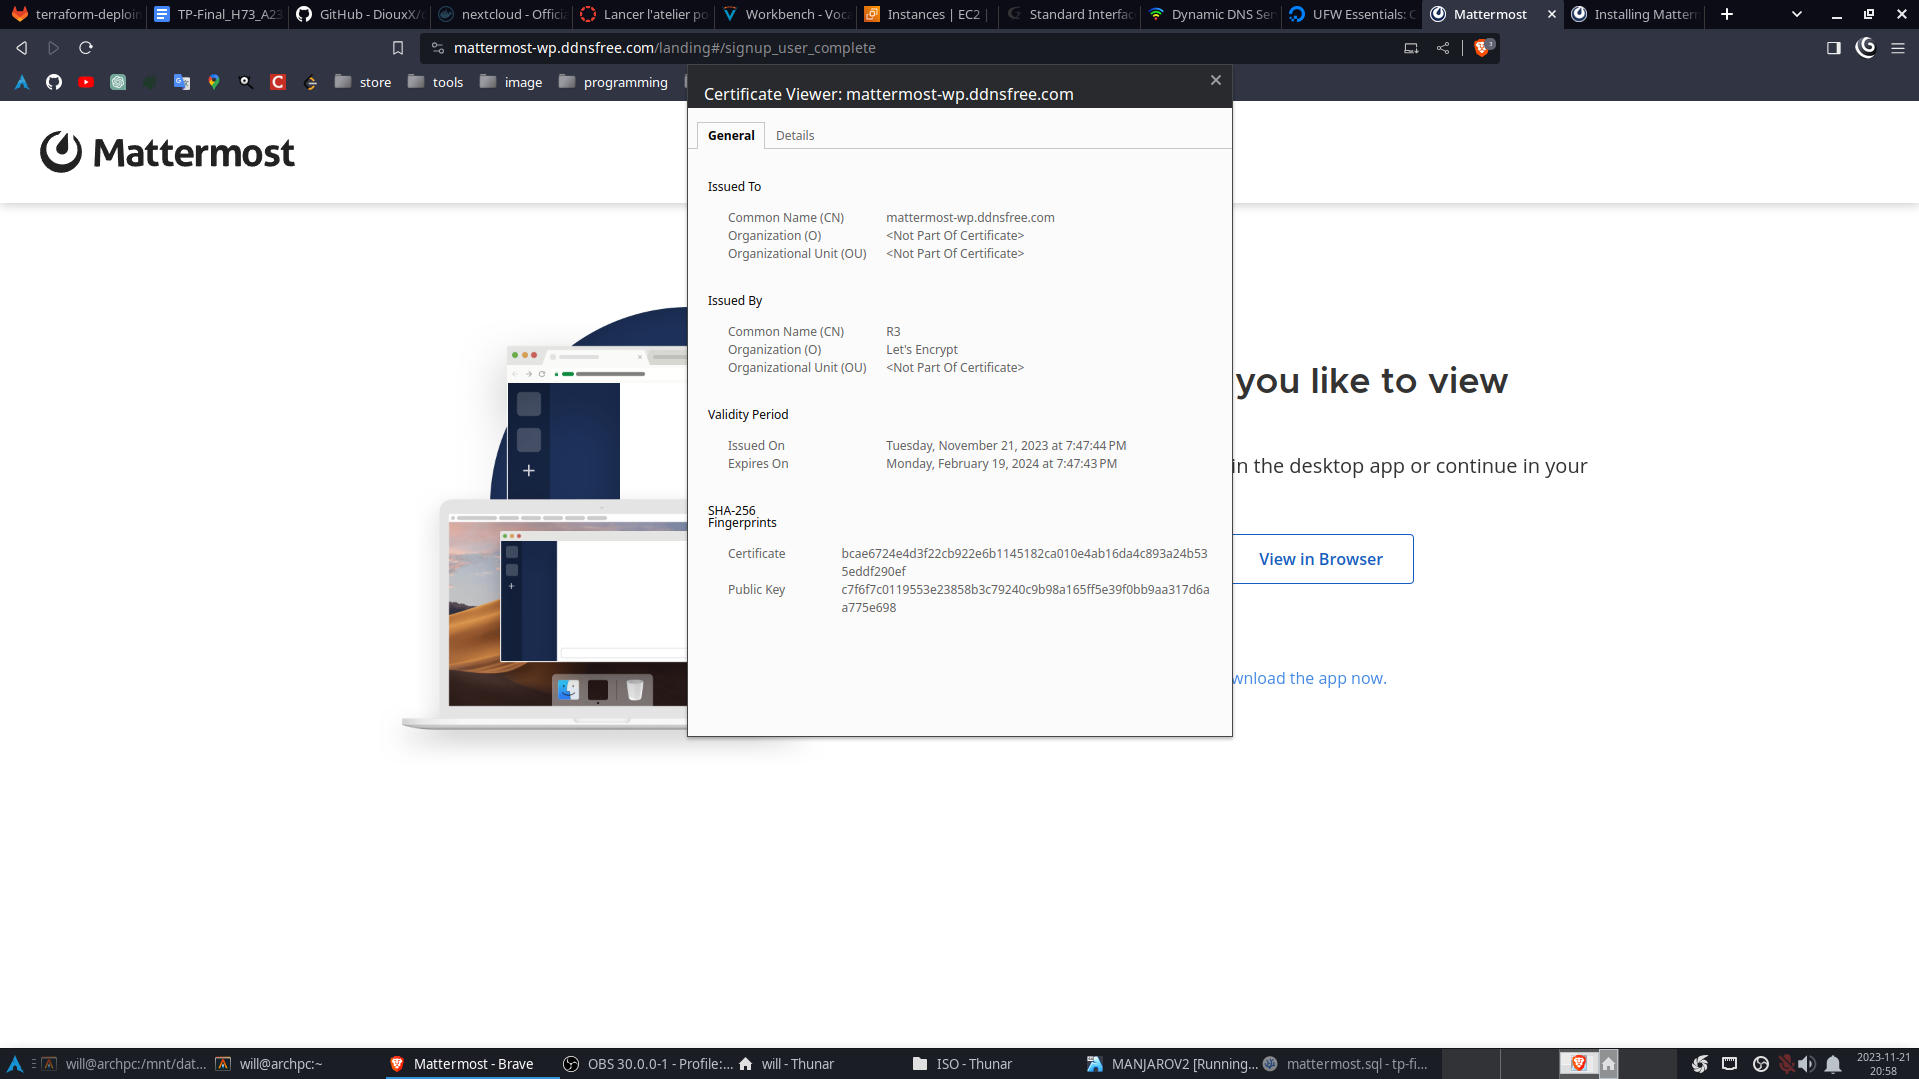 terraform-deploin
TP-Final_H73_A23
GitHub - DiouxX/
nextcloud - Offici
Lancer l'atelier po
Workbench - Voca
Instances | EC2 |
Standard Interfac
Dynamic DNS Ser
UFW Essentials: C
Mattermost
Installing Matterm
mattermost-wp.ddnsfree.com/landing#/signup_user_complete
3
store
tools
image
programming
Certificate Viewer: mattermost-wp.ddnsfree.com
General
Details
Mattermost
Issued To
Common Name (CN) mattermost-wp.ddnsfree.com
Organization (O) <Not Part Of Certificate>
Organizational Unit (OU) <Not Part Of Certificate>
Issued By
Common Name (CN) R3
Organization (O) Let's Encrypt
Organizational Unit (OU) <Not Part Of Certificate>
Validity Period
Issued On Tuesday, November 21, 2023 at 7:47:44 PM
Expires On Monday, February 19, 2024 at 7:47:43 PM
SHA-256
Fingerprints
Certificate bcae6724e4d3f22cb922e6b1145182ca010e4ab16da4c893a24b53
5eddf290ef
Public Key c7f6f7c0119553e23858b3c79240c9b98a165ff5e39f0bb9aa317d6a
a775e698
you like to view
in the desktop app or continue in your
View in Browser
wnload the app now.
will@archpc:/mnt/dat...
will@archpc:~
Mattermost - Brave
OBS 30.0.0-1 - Profile:...
will - Thunar
ISO - Thunar
MANJAROV2 [Running...
mattermost.sql - tp-fi...
2023-11-21
20:58